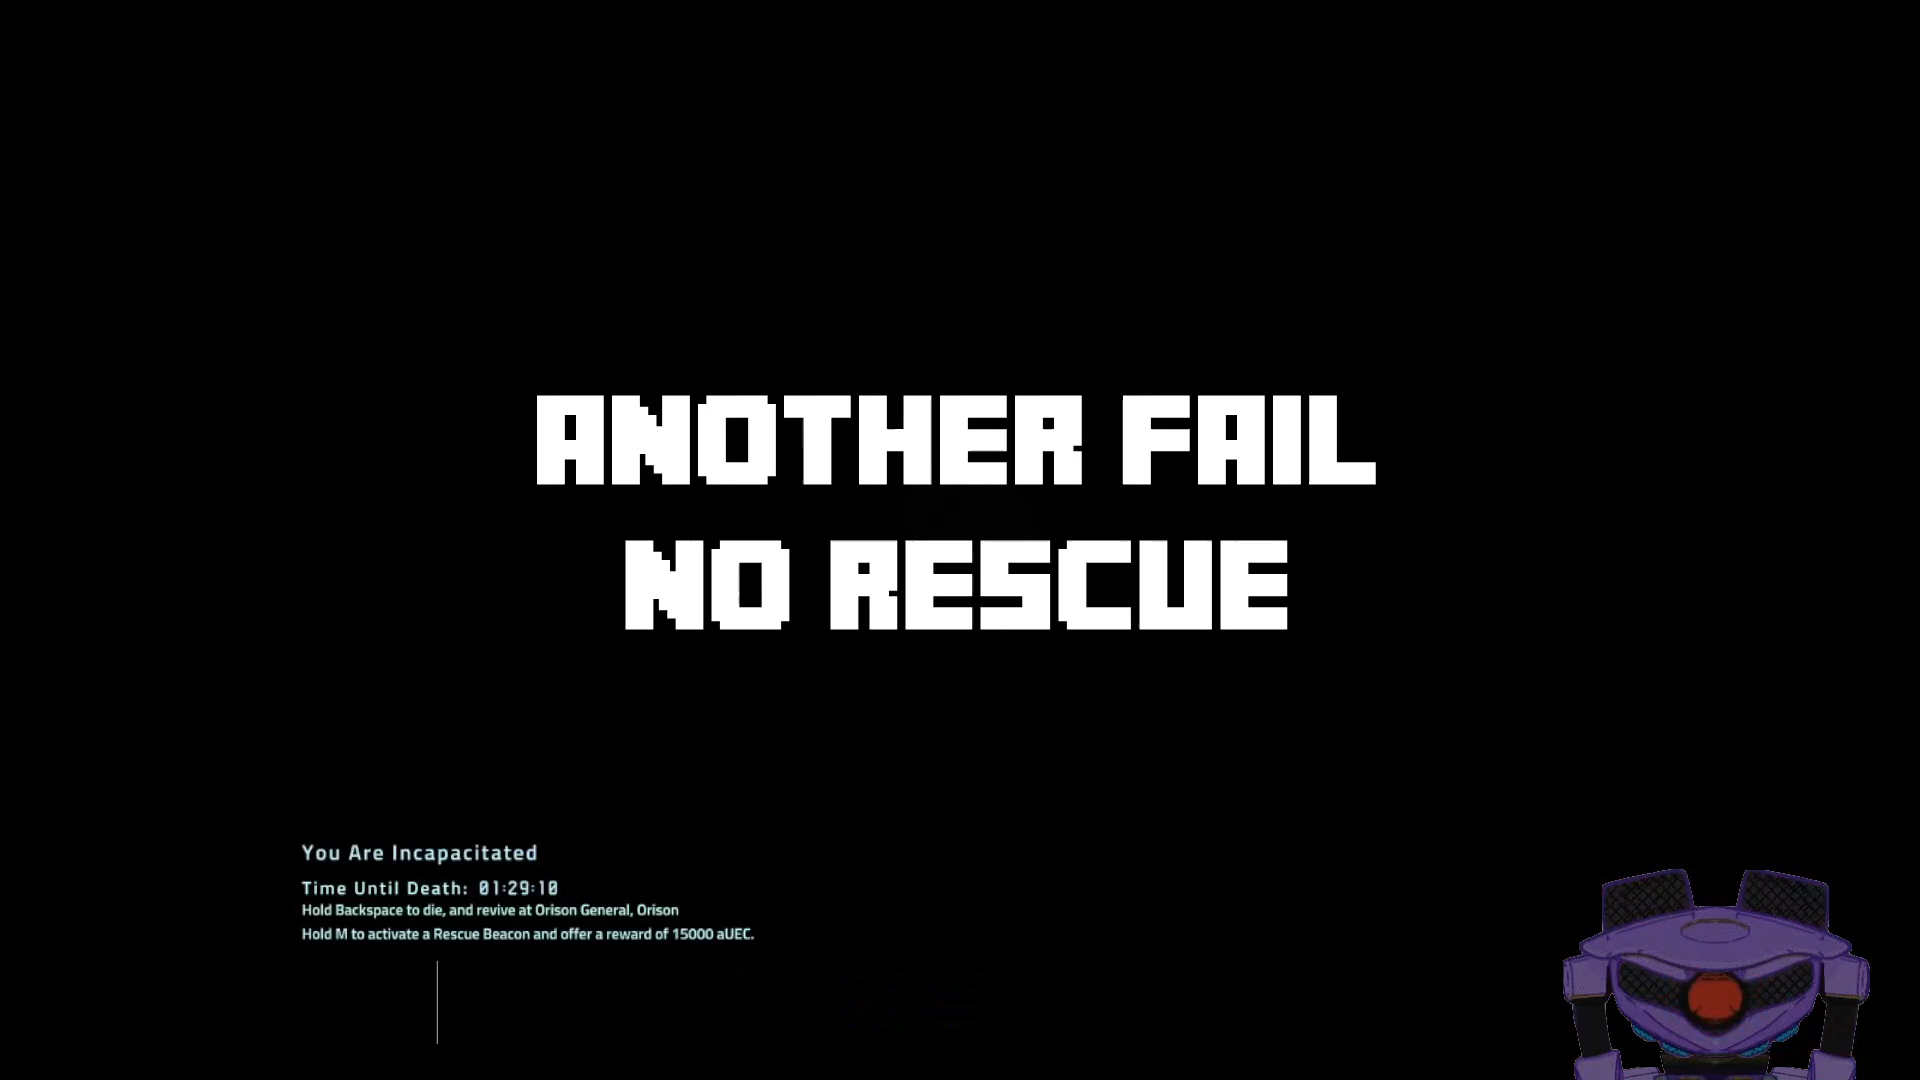 ANOTHER FAIL
NO RESCUE
You Are Incapacitated
Time Until Death: 01:29:10
Hold Backspace to die, and revive at Orison General, Orison
Hold M to activate a Rescue Beacon and offer a reward of 15000 aUEC.